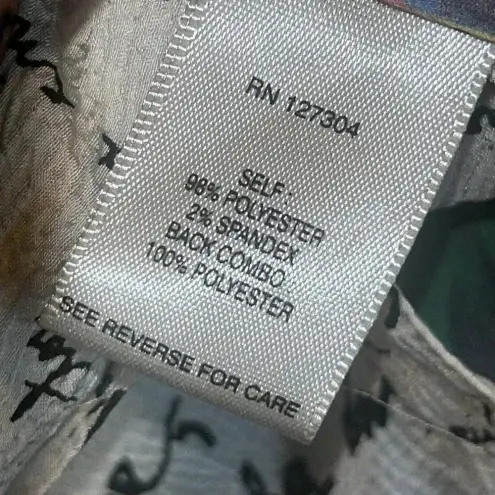 RN 127304
SELF:
98% POLYESTER
2% SPANDEX
BACK COMBO
100% POLYESTER
SEE REVERSE FOR CARE